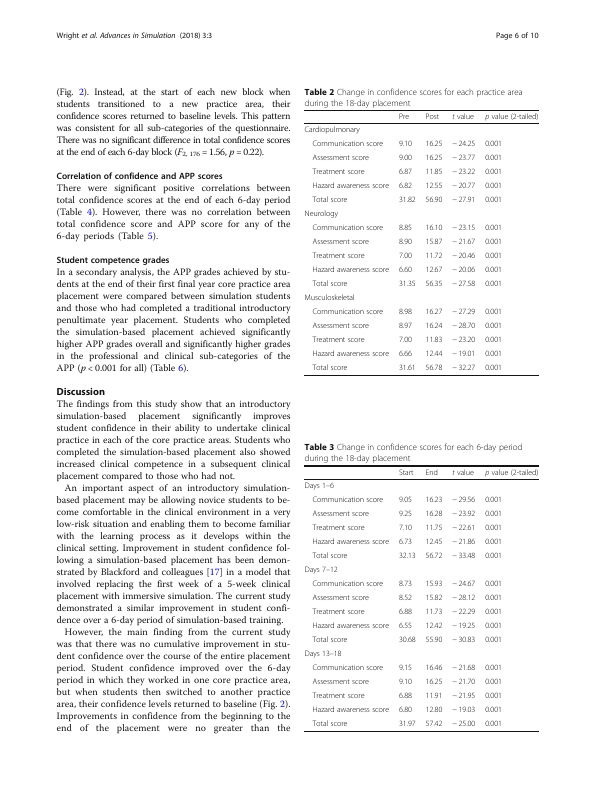 Wright et al. Advances in Simulation (2018) 3:3
Page 6 of 10
(Fig. 2). Instead, at the start of each new block when
students transitioned to a new practice area, their
confidence scores returned to baseline levels. This pattern
was consistent for all sub-categories of the questionnaire.
There was no significant difference in total confidence scores
at the end of each 6-day block (F2, 176 = 1.56, p = 0.22).
Correlation of confidence and APP scores
There were significant positive correlations between
total confidence scores at the end of each 6-day period
(Table 4). However, there was no correlation between
total confidence score and APP score for any of the
6-day periods (Table 5).
Student competence grades
In a secondary analysis, the APP grades achieved by stu-
dents at the end of their first final year core practice area
placement were compared between simulation students
and those who had completed a traditional introductory
penultimate year placement. Students who completed
the simulation-based placement achieved significantly
higher APP grades overall and significantly higher grades
in the professional and clinical sub-categories of the
APP (p < 0.001 for all) (Table 6).
Discussion
The findings from this study show that an introductory
simulation-based placement significantly improves
student confidence in their ability to undertake clinical
practice in each of the core practice areas. Students who
completed the simulation-based placement also showed
increased clinical competence in a subsequent clinical
placement compared to those who had not.
An important aspect of an introductory simulation-
based placement may be allowing novice students to be-
come comfortable in the clinical environment in a very
low-risk situation and enabling them to become familiar
with the learning process as it develops within the
clinical setting. Improvement in student confidence fol-
lowing a simulation-based placement has been demon-
strated by Blackford and colleagues [17] in a model that
involved replacing the first week of a 5-week clinical
placement with immersive simulation. The current study
demonstrated a similar improvement in student confi-
dence over a 6-day period of simulation-based training.
However, the main finding from the current study
was that there was no cumulative improvement in stu-
dent confidence over the course of the entire placement
period. Student confidence improved over the 6-day
period in which they worked in one core practice area,
but when students then switched to another practice
area, their confidence levels returned to baseline (Fig. 2).
Improvements in confidence from the beginning to the
end of the placement were no greater than the
Table 2 Change in confidence scores for each practice area
during the 18-day placement
Pre Post t value p value (2-tailed)
Cardiopulmonary
Communication score 9.10 16.25 − 24.25 0.001
Assessment score 9.00 16.25 − 23.77 0.001
Treatment score 6.87 11.85 − 23.22 0.001
Hazard awareness score 6.82 12.55 − 20.77 0.001
Total score 31.82 56.90 − 27.91 0.001
Neurology
Communication score 8.85 16.10 − 23.15 0.001
Assessment score 8.90 15.87 − 21.67 0.001
Treatment score 7.00 11.72 − 20.46 0.001
Hazard awareness score 6.60 12.67 − 20.06 0.001
Total score 31.35 56.35 − 27.58 0.001
Musculoskeletal
Communication score 8.98 16.27 − 27.29 0.001
Assessment score 8.97 16.24 − 28.70 0.001
Treatment score 7.00 11.83 − 23.20 0.001
Hazard awareness score 6.66 12.44 − 19.01 0.001
Total score 31.61 56.78 − 32.27 0.001
Table 3 Change in confidence scores for each 6-day period
during the 18-day placement
Start End t value p value (2-tailed)
Days 1–6
Communication score 9.05 16.23 − 29.56 0.001
Assessment score 9.25 16.28 − 23.92 0.001
Treatment score 7.10 11.75 − 22.61 0.001
Hazard awareness score 6.73 12.45 − 21.86 0.001
Total score 32.13 56.72 − 33.48 0.001
Days 7–12
Communication score 8.73 15.93 − 24.67 0.001
Assessment score 8.52 15.82 − 28.12 0.001
Treatment score 6.88 11.73 − 22.29 0.001
Hazard awareness score 6.55 12.42 − 19.25 0.001
Total score 30.68 55.90 − 30.83 0.001
Days 13–18
Communication score 9.15 16.46 − 21.68 0.001
Assessment score 9.10 16.25 − 21.70 0.001
Treatment score 6.88 11.91 − 21.95 0.001
Hazard awareness score 6.80 12.80 − 19.03 0.001
Total score 31.97 57.42 − 25.00 0.001